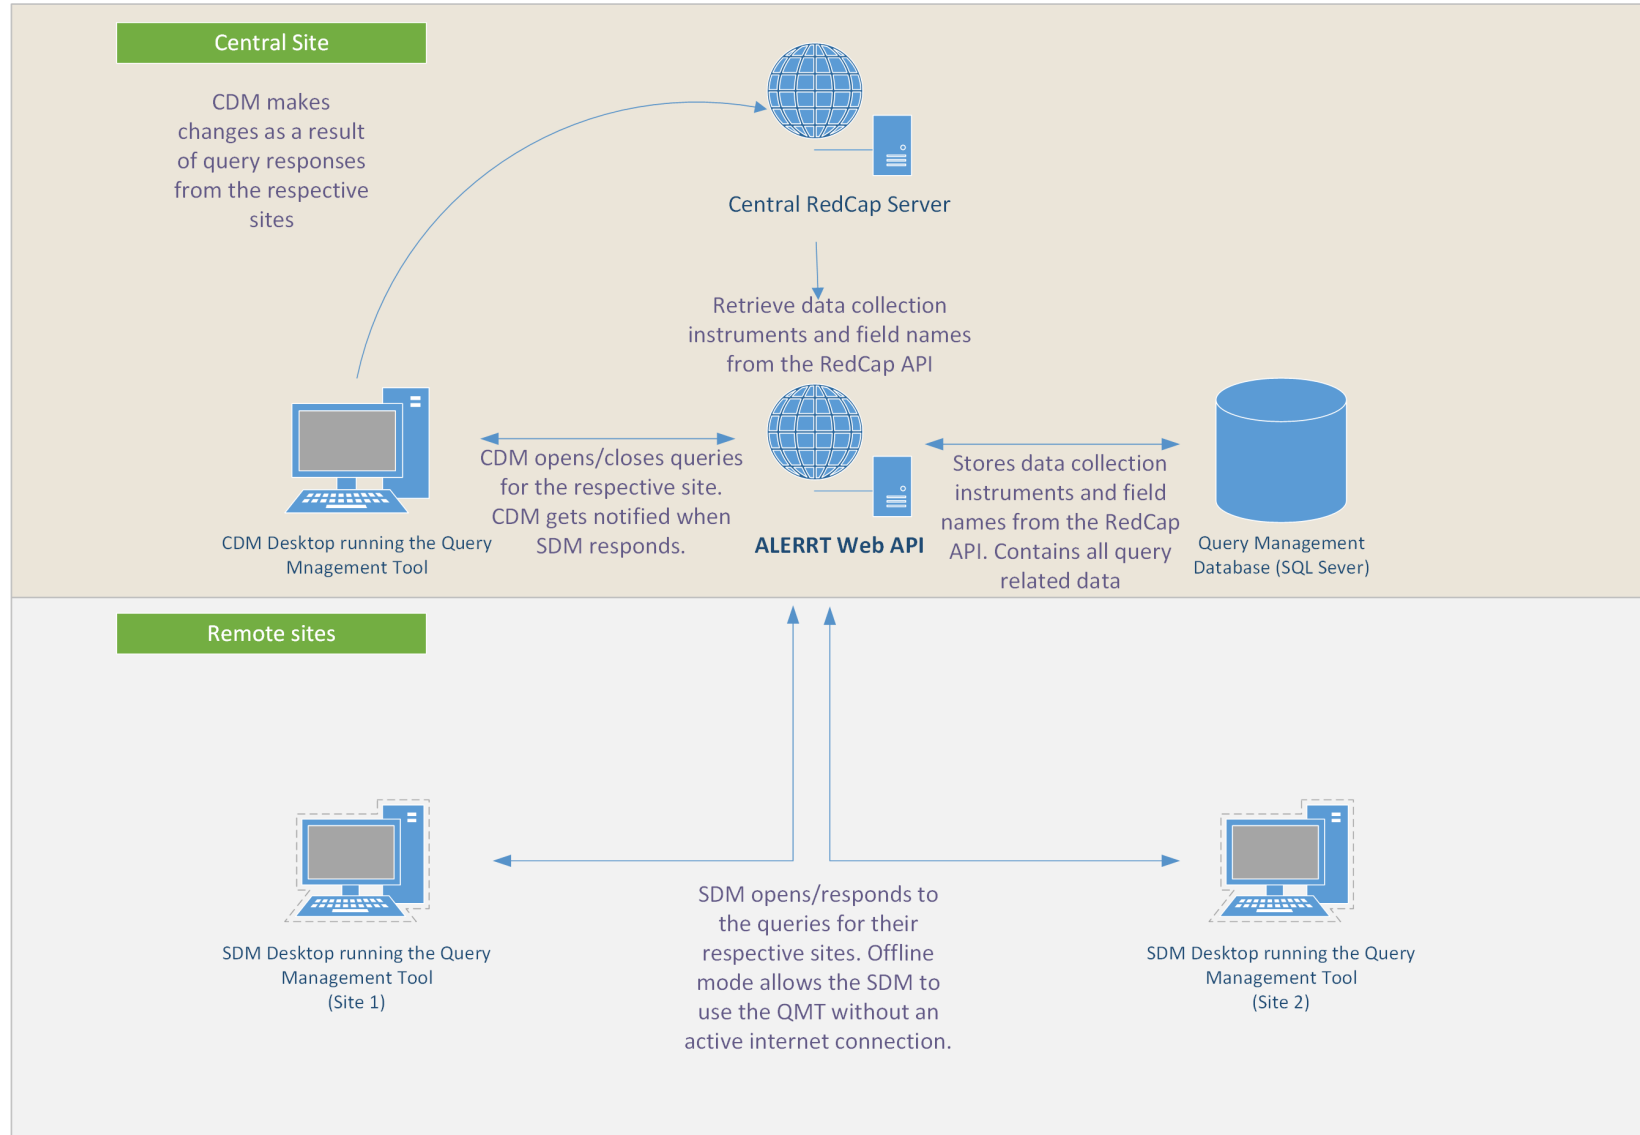 Central Site
CDM makes
changes as a result
of query responses
from the respective
sites
Central RedCap Server
Retrieve data collection
instruments and field names
from the RedCap API
CDM opens/closes queries
for the respective site.
CDM gets notified when
SDM responds.
CDM Desktop running the Query
Mnagement Tool
ALERRT Web API
Stores data collection
instruments and field
names from the RedCap
API. Contains all query
related data
Query Management
Database (SQL Sever)
Remote sites
SDM Desktop running the Query
Management Tool
(Site 1)
SDM opens/responds to
the queries for their
respective sites. Offline
mode allows the SDM to
use the QMT without an
active internet connection.
SDM Desktop running the Query
Management Tool
(Site 2)